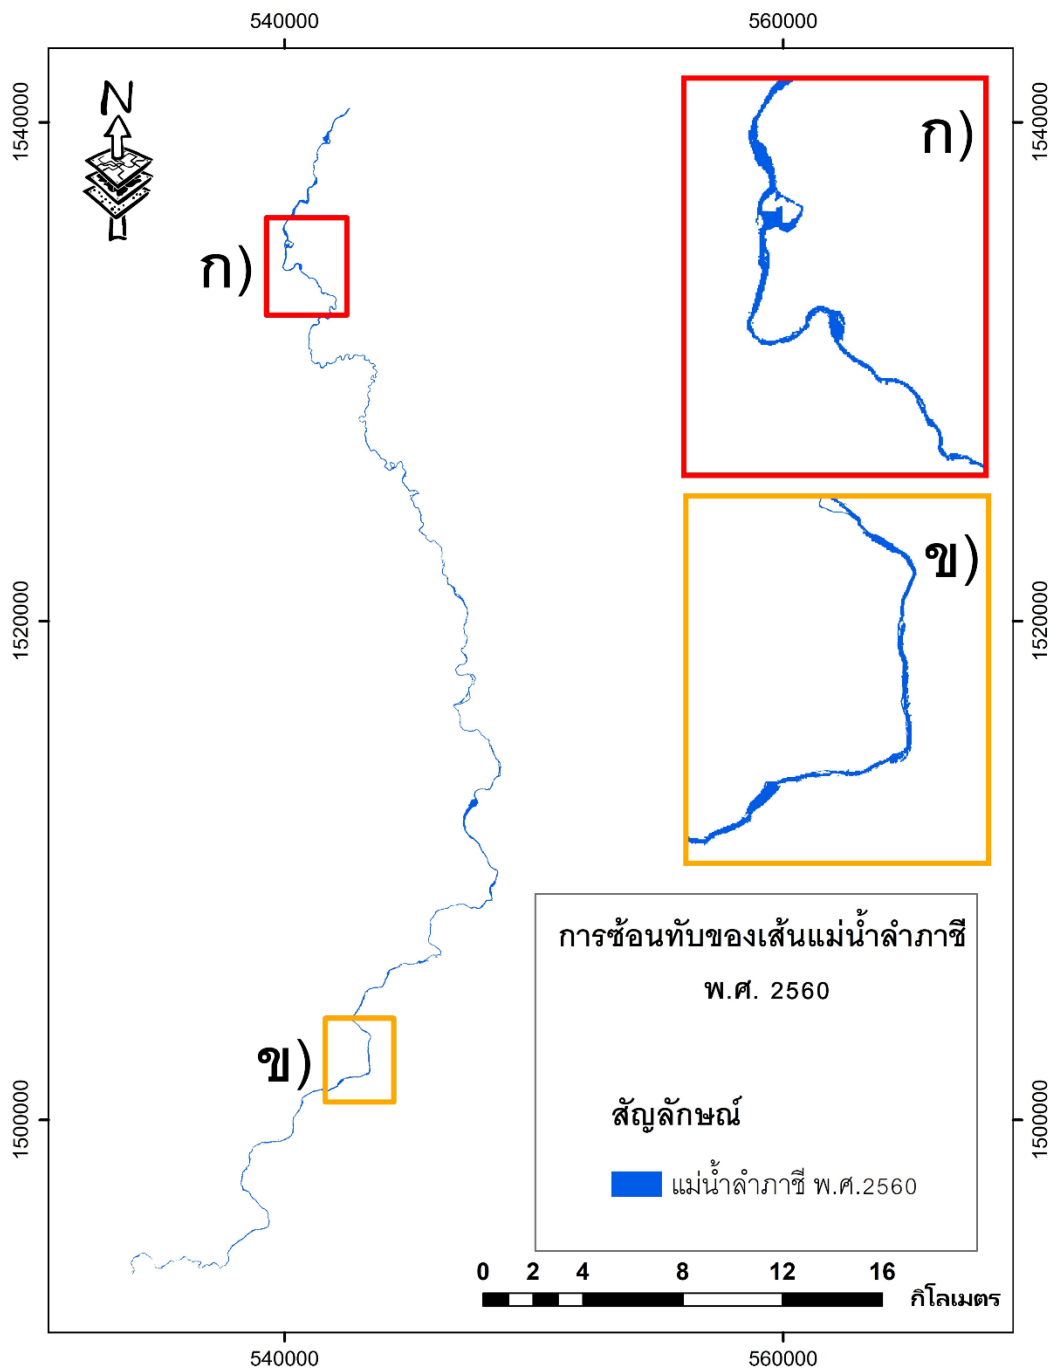 540000
560000
N
1540000
1540000
ก)
ก)
ข)
1520000
1520000
การซ้อนทับของเส้นแม่น้ำลำภาชี
พ.ศ. 2560
ข)
สัญลักษณ์
แม่น้ำลำภาชี พ.ศ.2560
1500000
1500000
0 2 4 8 12 16
กิโลเมตร
540000
560000